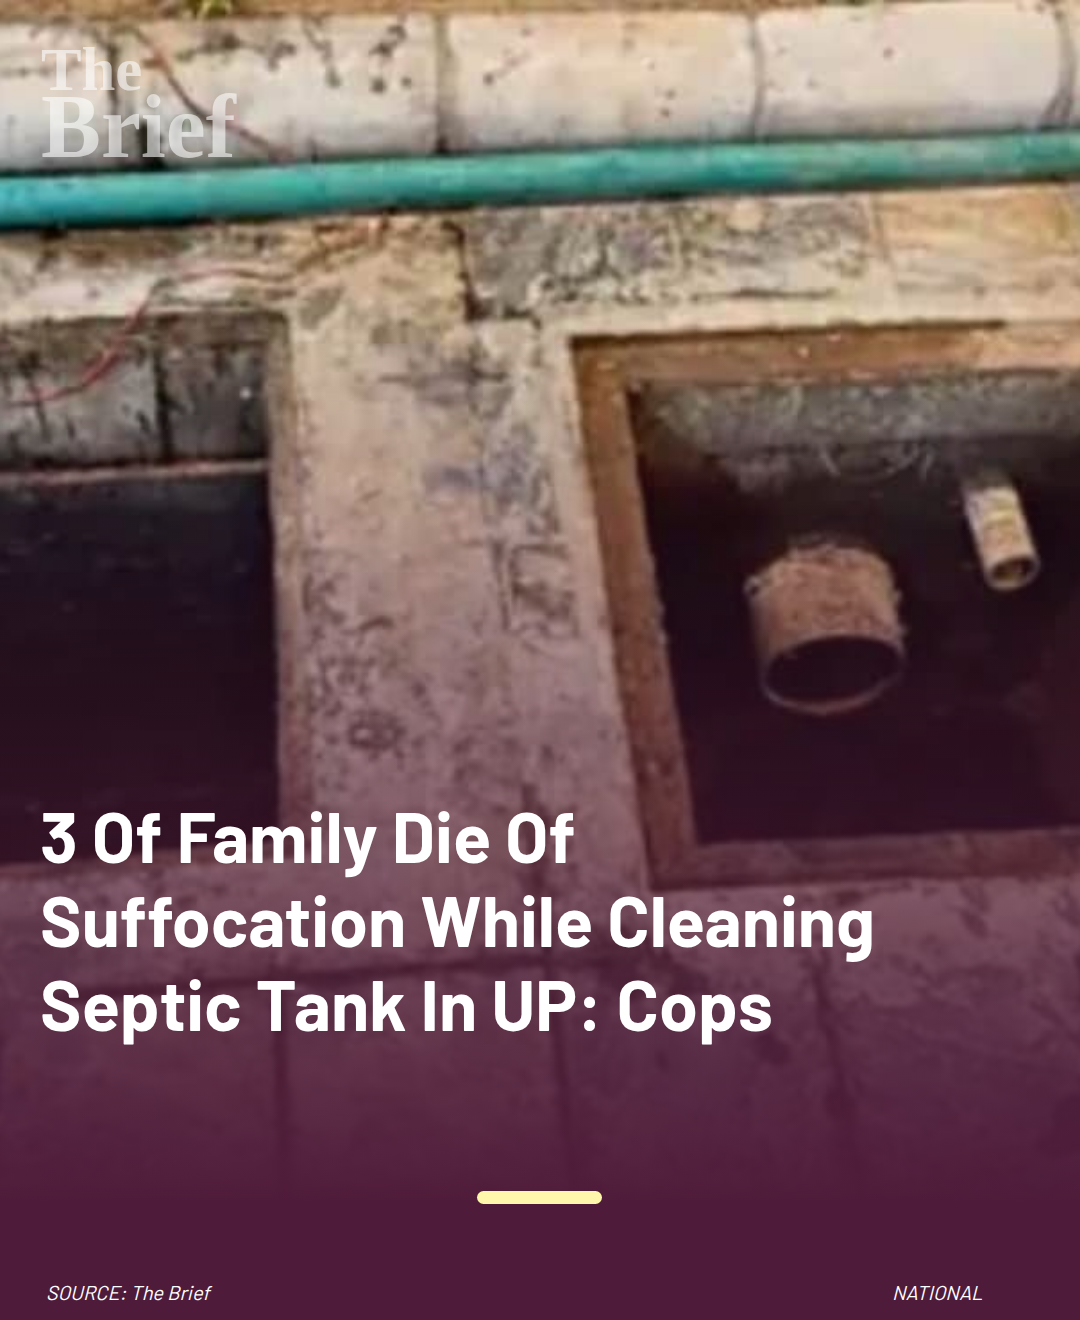 The
Brief
3 Of Family Die Of
Suffocation While Cleaning
Septic Tank In UP: Cops
SOURCE: The Brief
NATIONAL